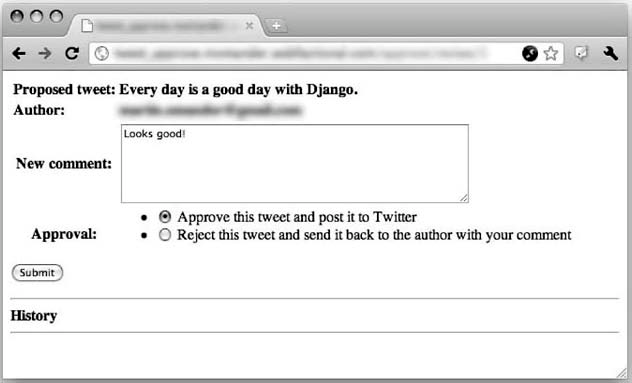 Proposed tweet: Every day is a good day with Django.
Author:
New comment:
Looks good!
Approval:
Approve this tweet and post it to Twitter
Reject this tweet and send it back to the author with your comment
Submit
History